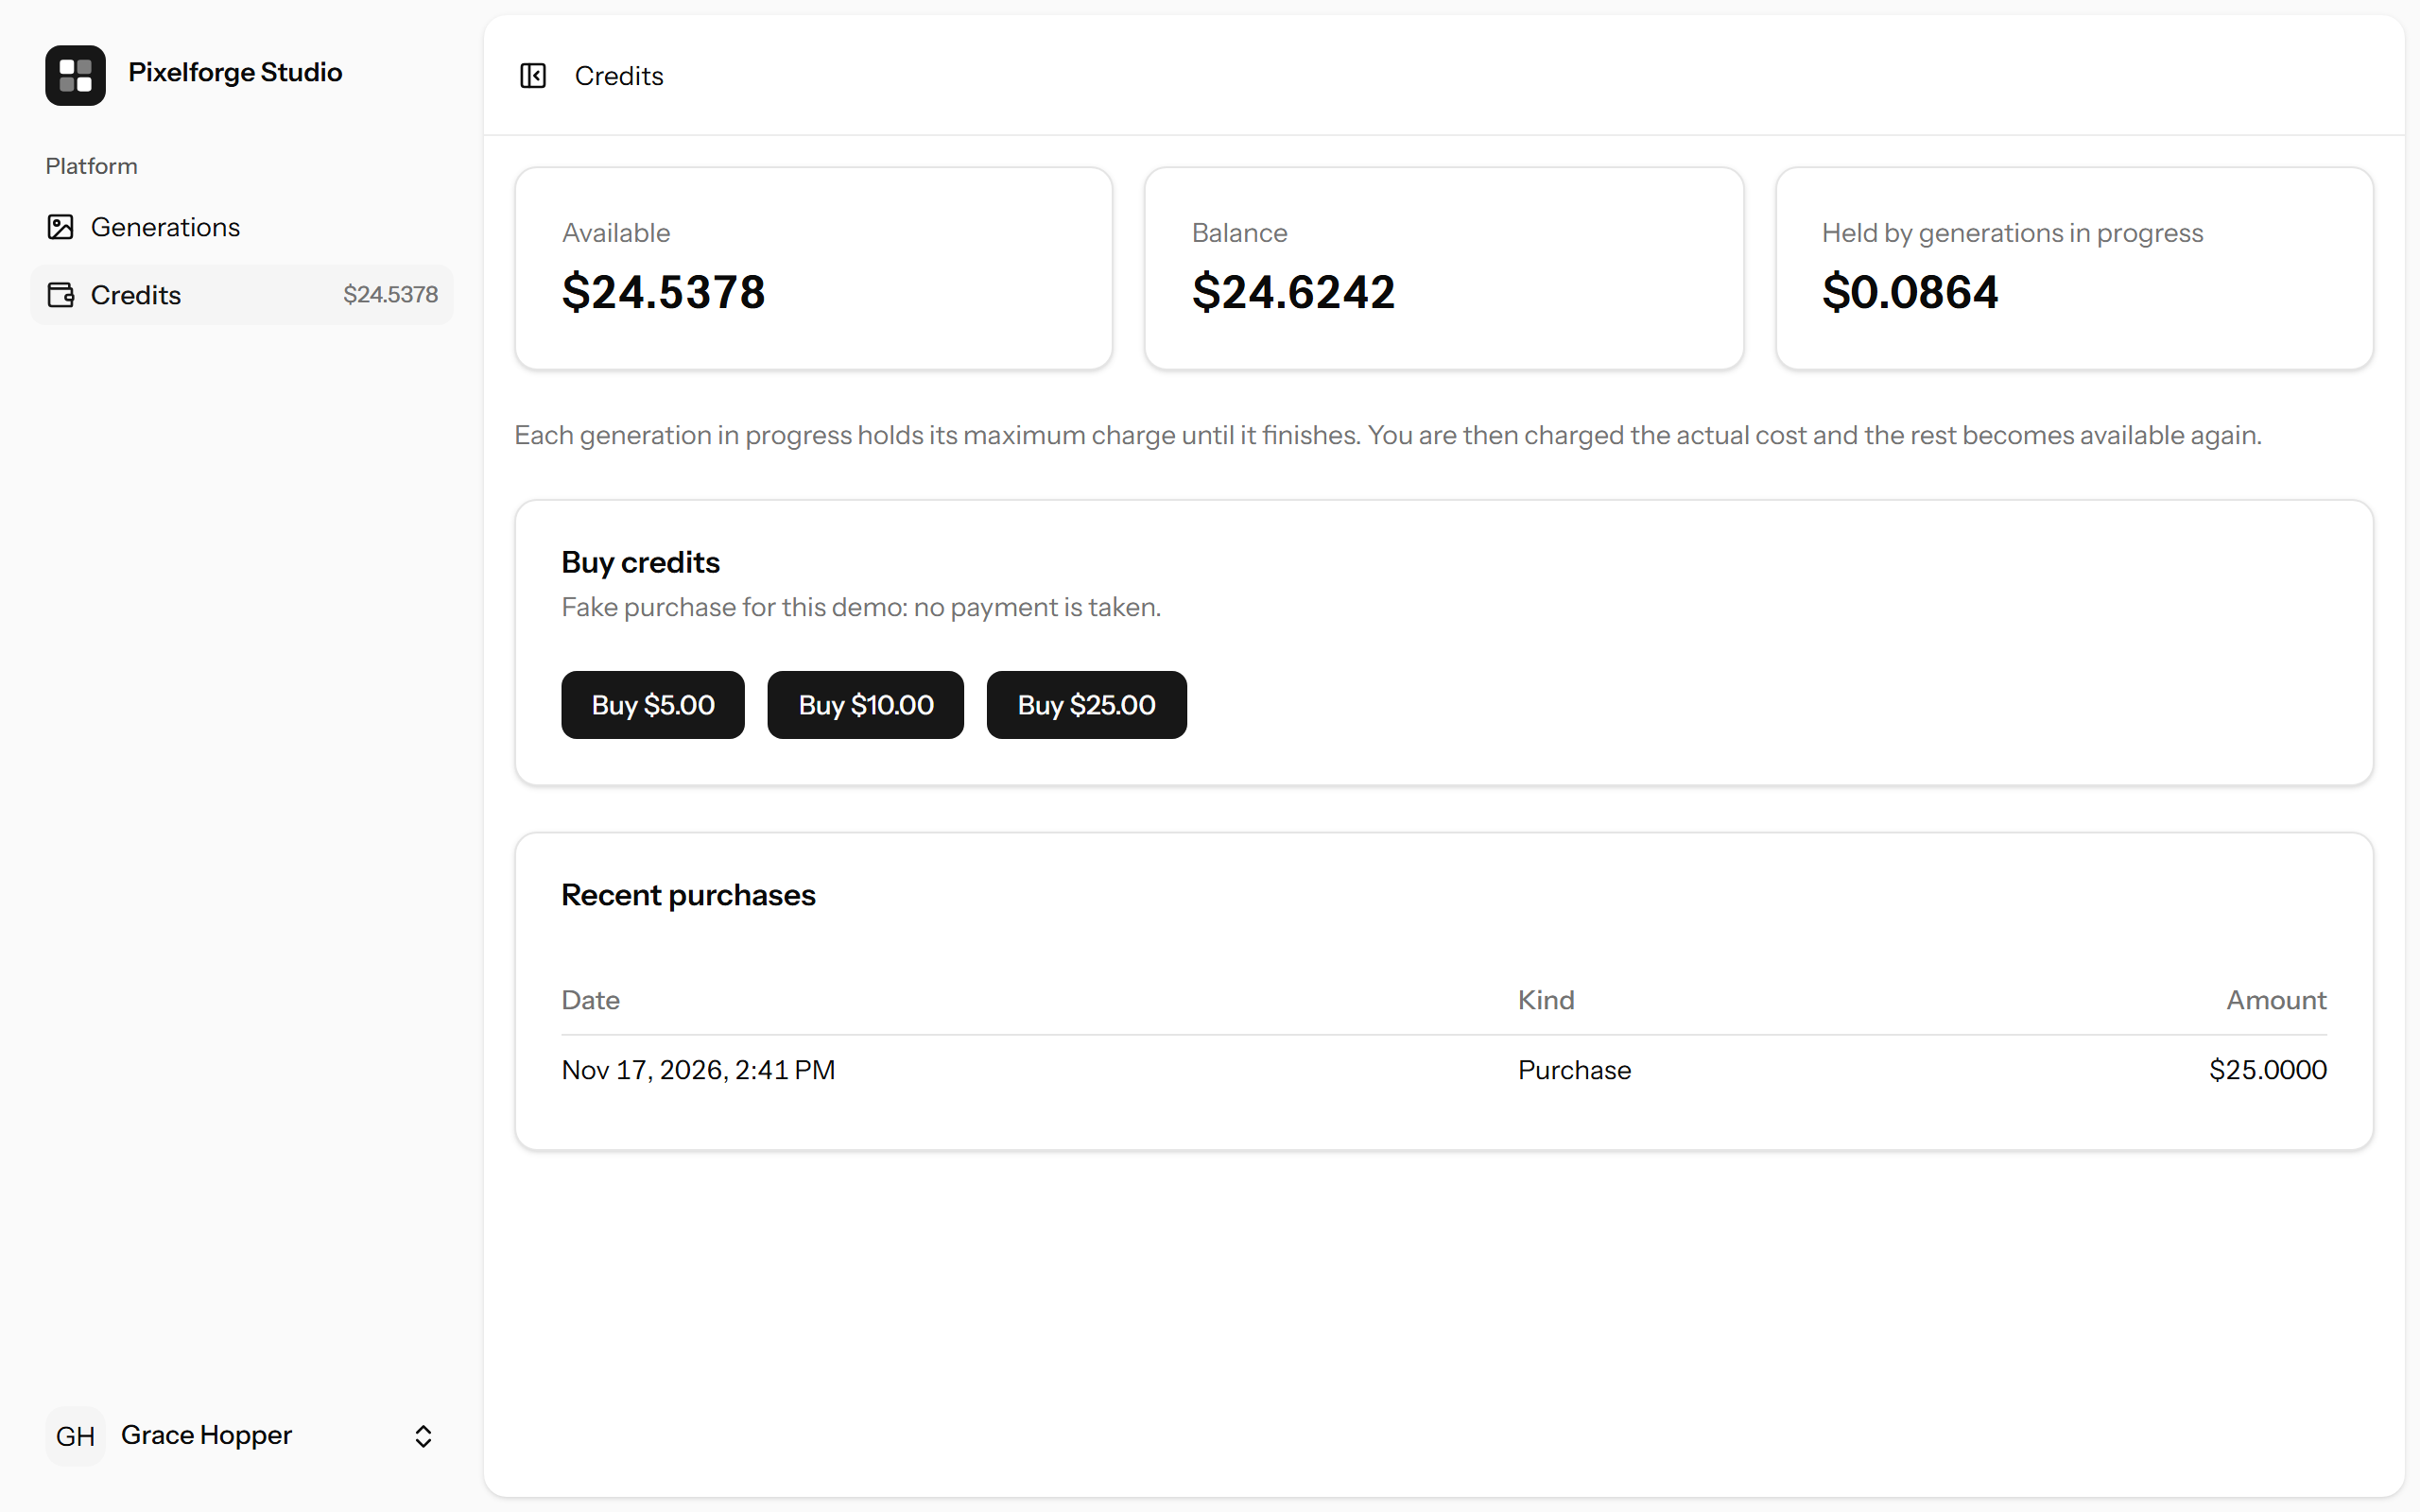 Pixelforge Studio
Platform
Generations
Credits $24.5378
GH Grace Hopper
Credits
Available
$24.5378
Balance
$24.6242
Held by generations in progress
$0.0864
Each generation in progress holds its maximum charge until it finishes. You are then charged the actual cost and the rest becomes available again.
Buy credits
Fake purchase for this demo: no payment is taken.
Buy $5.00 Buy $10.00 Buy $25.00
Recent purchases
Date Kind Amount
Nov 17, 2026, 2:41 PM Purchase $25.0000